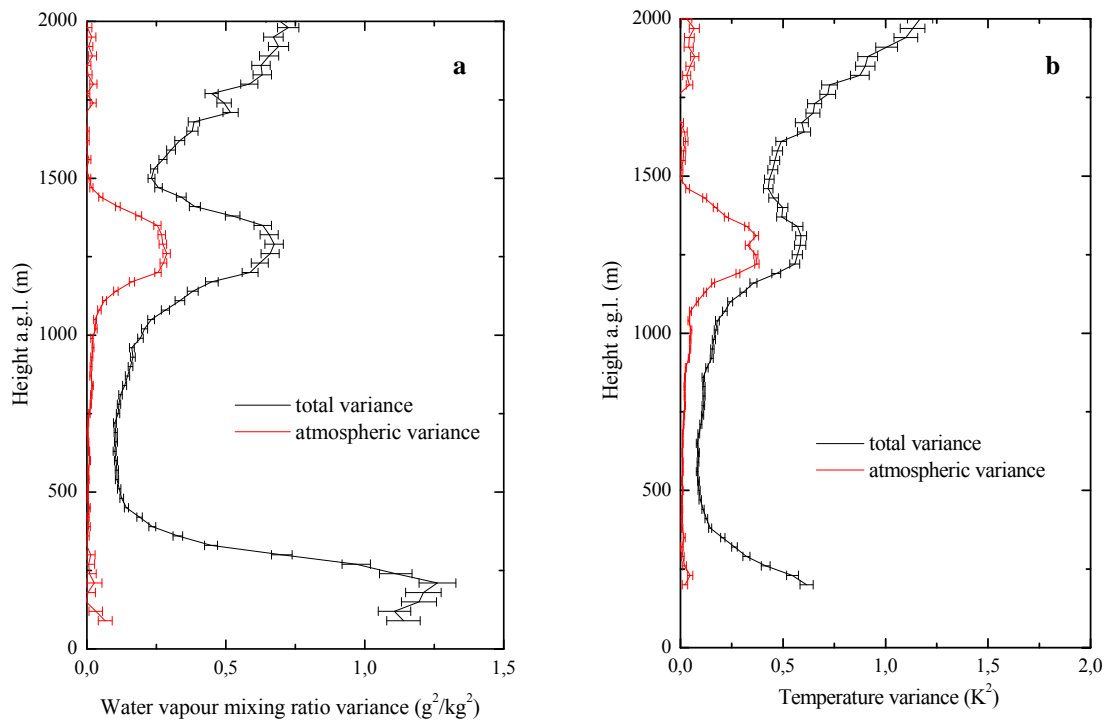 2000
1500
1000
500
0
Height a.g.l. (m)
a
total variance
atmospheric variance
0,0 0,5 1,0 1,5
Water vapour mixing ratio variance (g²/kg²)
2000
1500
1000
500
0
Height a.g.l. (m)
b
total variance
atmospheric variance
0,0 0,5 1,0 1,5 2,0
Temperature variance (K²)